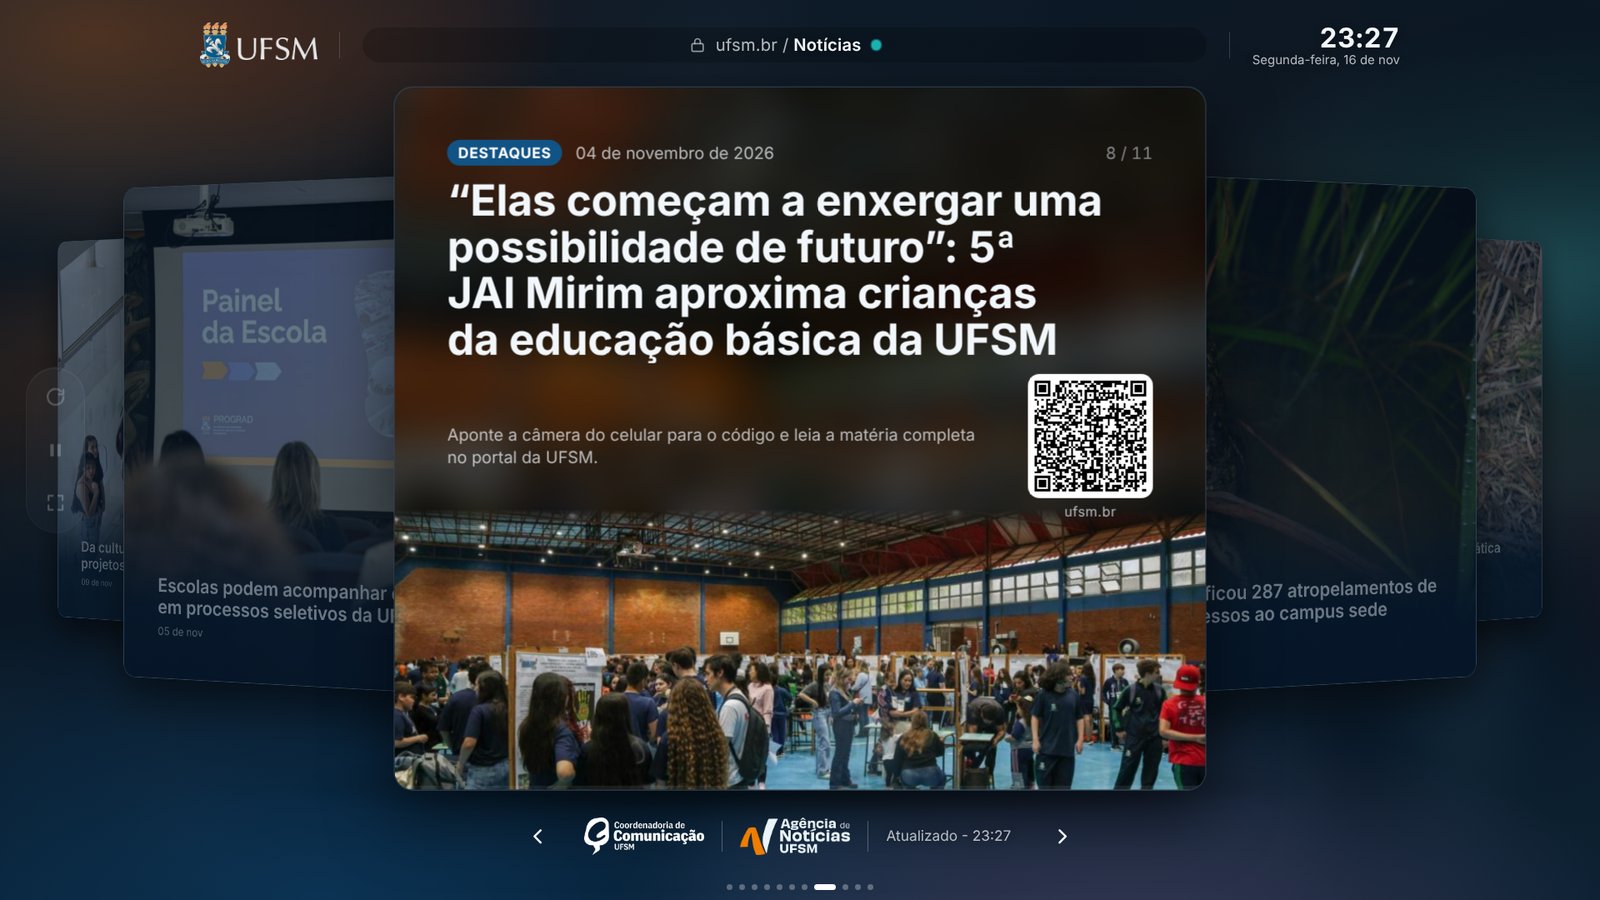 UFSM
ufsm.br / Notícias
23:27
Segunda-feira, 16 de nov
DESTAQUES
04 de novembro de 2026
8 / 11
“Elas começam a enxergar uma
possibilidade de futuro”: 5ª
JAI Mirim aproxima crianças
da educação básica da UFSM
Aponte a câmera do celular para o código e leia a matéria completa
no portal da UFSM.
ufsm.br
Painel
da Escola
PROGRAD
Da cultu
projetos
09 de nov
Escolas podem acompanhar
em processos seletivos da U
05 de nov
ficou 287 atropelamentos de
essos ao campus sede
ática
Coordenadoria de
Comunicação
UFSM
Agência de
Notícias
UFSM
Atualizado - 23:27